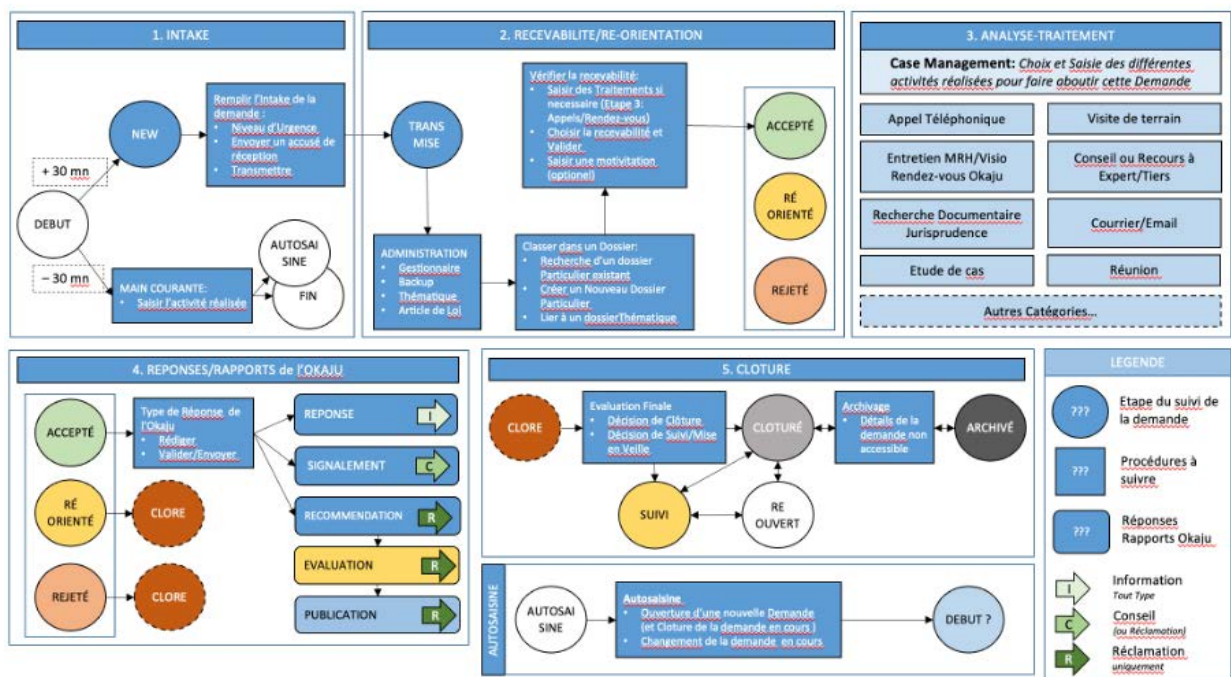 1. INTAKE
NEW
Remplir l'Intake de la
demande :
• Niveau d'Urgence
• Envoyer un accusé de
réception
• Transmettre
+ 30 mn
DEBUT
– 30 mn
MAIN COURANTE:
• Saisir l'activité réalisée
AUTOSAI
SINE
FIN
2. RECEVABILITE/RE-ORIENTATION
TRANS
MISE
Vérifier la recevabilité:
• Saisir des Traitements si
necessaire (Etape 3:
Appels/Rendez-vous)
• Choisir la recevabilité et
Valider
• Saisir une motivitation
(optionel)
ADMINISTRATION
• Gestionnaire
• Backup
• Thématique
• Article de Loi
Classer dans un Dossier:
• Recherche d'un dossier
Particulier existant
• Créer un Nouveau Dossier
Particulier
• Lier à un dossierThématique
ACCEPTÉ
RÉ
ORIENTÉ
REJETÉ
3. ANALYSE-TRAITEMENT
Case Management: Choix et Saisie des différentes
activités réalisées pour faire aboutir cette Demande
Appel Téléphonique
Visite de terrain
Entretien MRH/Visio
Rendez-vous Okaju
Conseil ou Recours à
Expert/Tiers
Recherche Documentaire
Jurisprudence
Courrier/Email
Etude de cas
Réunion
Autres Catégories...
4. REPONSES/RAPPORTS de l'OKAJU
ACCEPTÉ
Type de Réponse de
l'Okaju
• Rédiger
• Valider/Envoyer
REPONSE
I
SIGNALEMENT
C
RÉ
ORIENTÉ
CLORE
RECOMMENDATION
R
EVALUATION
R
REJETÉ
CLORE
PUBLICATION
R
5. CLOTURE
CLORE
Evaluation Finale
• Décision de Clôture
• Décision de Suivi/Mise
en Veille
CLOTURÉ
Archivage
• Détails de la
demande non
accessible
ARCHIVÉ
SUIVI
RE
OUVERT
AUTOSAISINE
AUTOSAI
SINE
Autosaisine
• Ouverture d'une nouvelle Demande
(et Cloture de la demande en cours )
• Changement de la demande en cours
DEBUT ?
LEGENDE
???
Etape du suivi de
la demande
???
Procédures à
suivre
???
Réponses
Rapports Okaju
I
Information
Tout Type
C
Conseil
(ou Réclamation)
R
Réclamation
uniquement